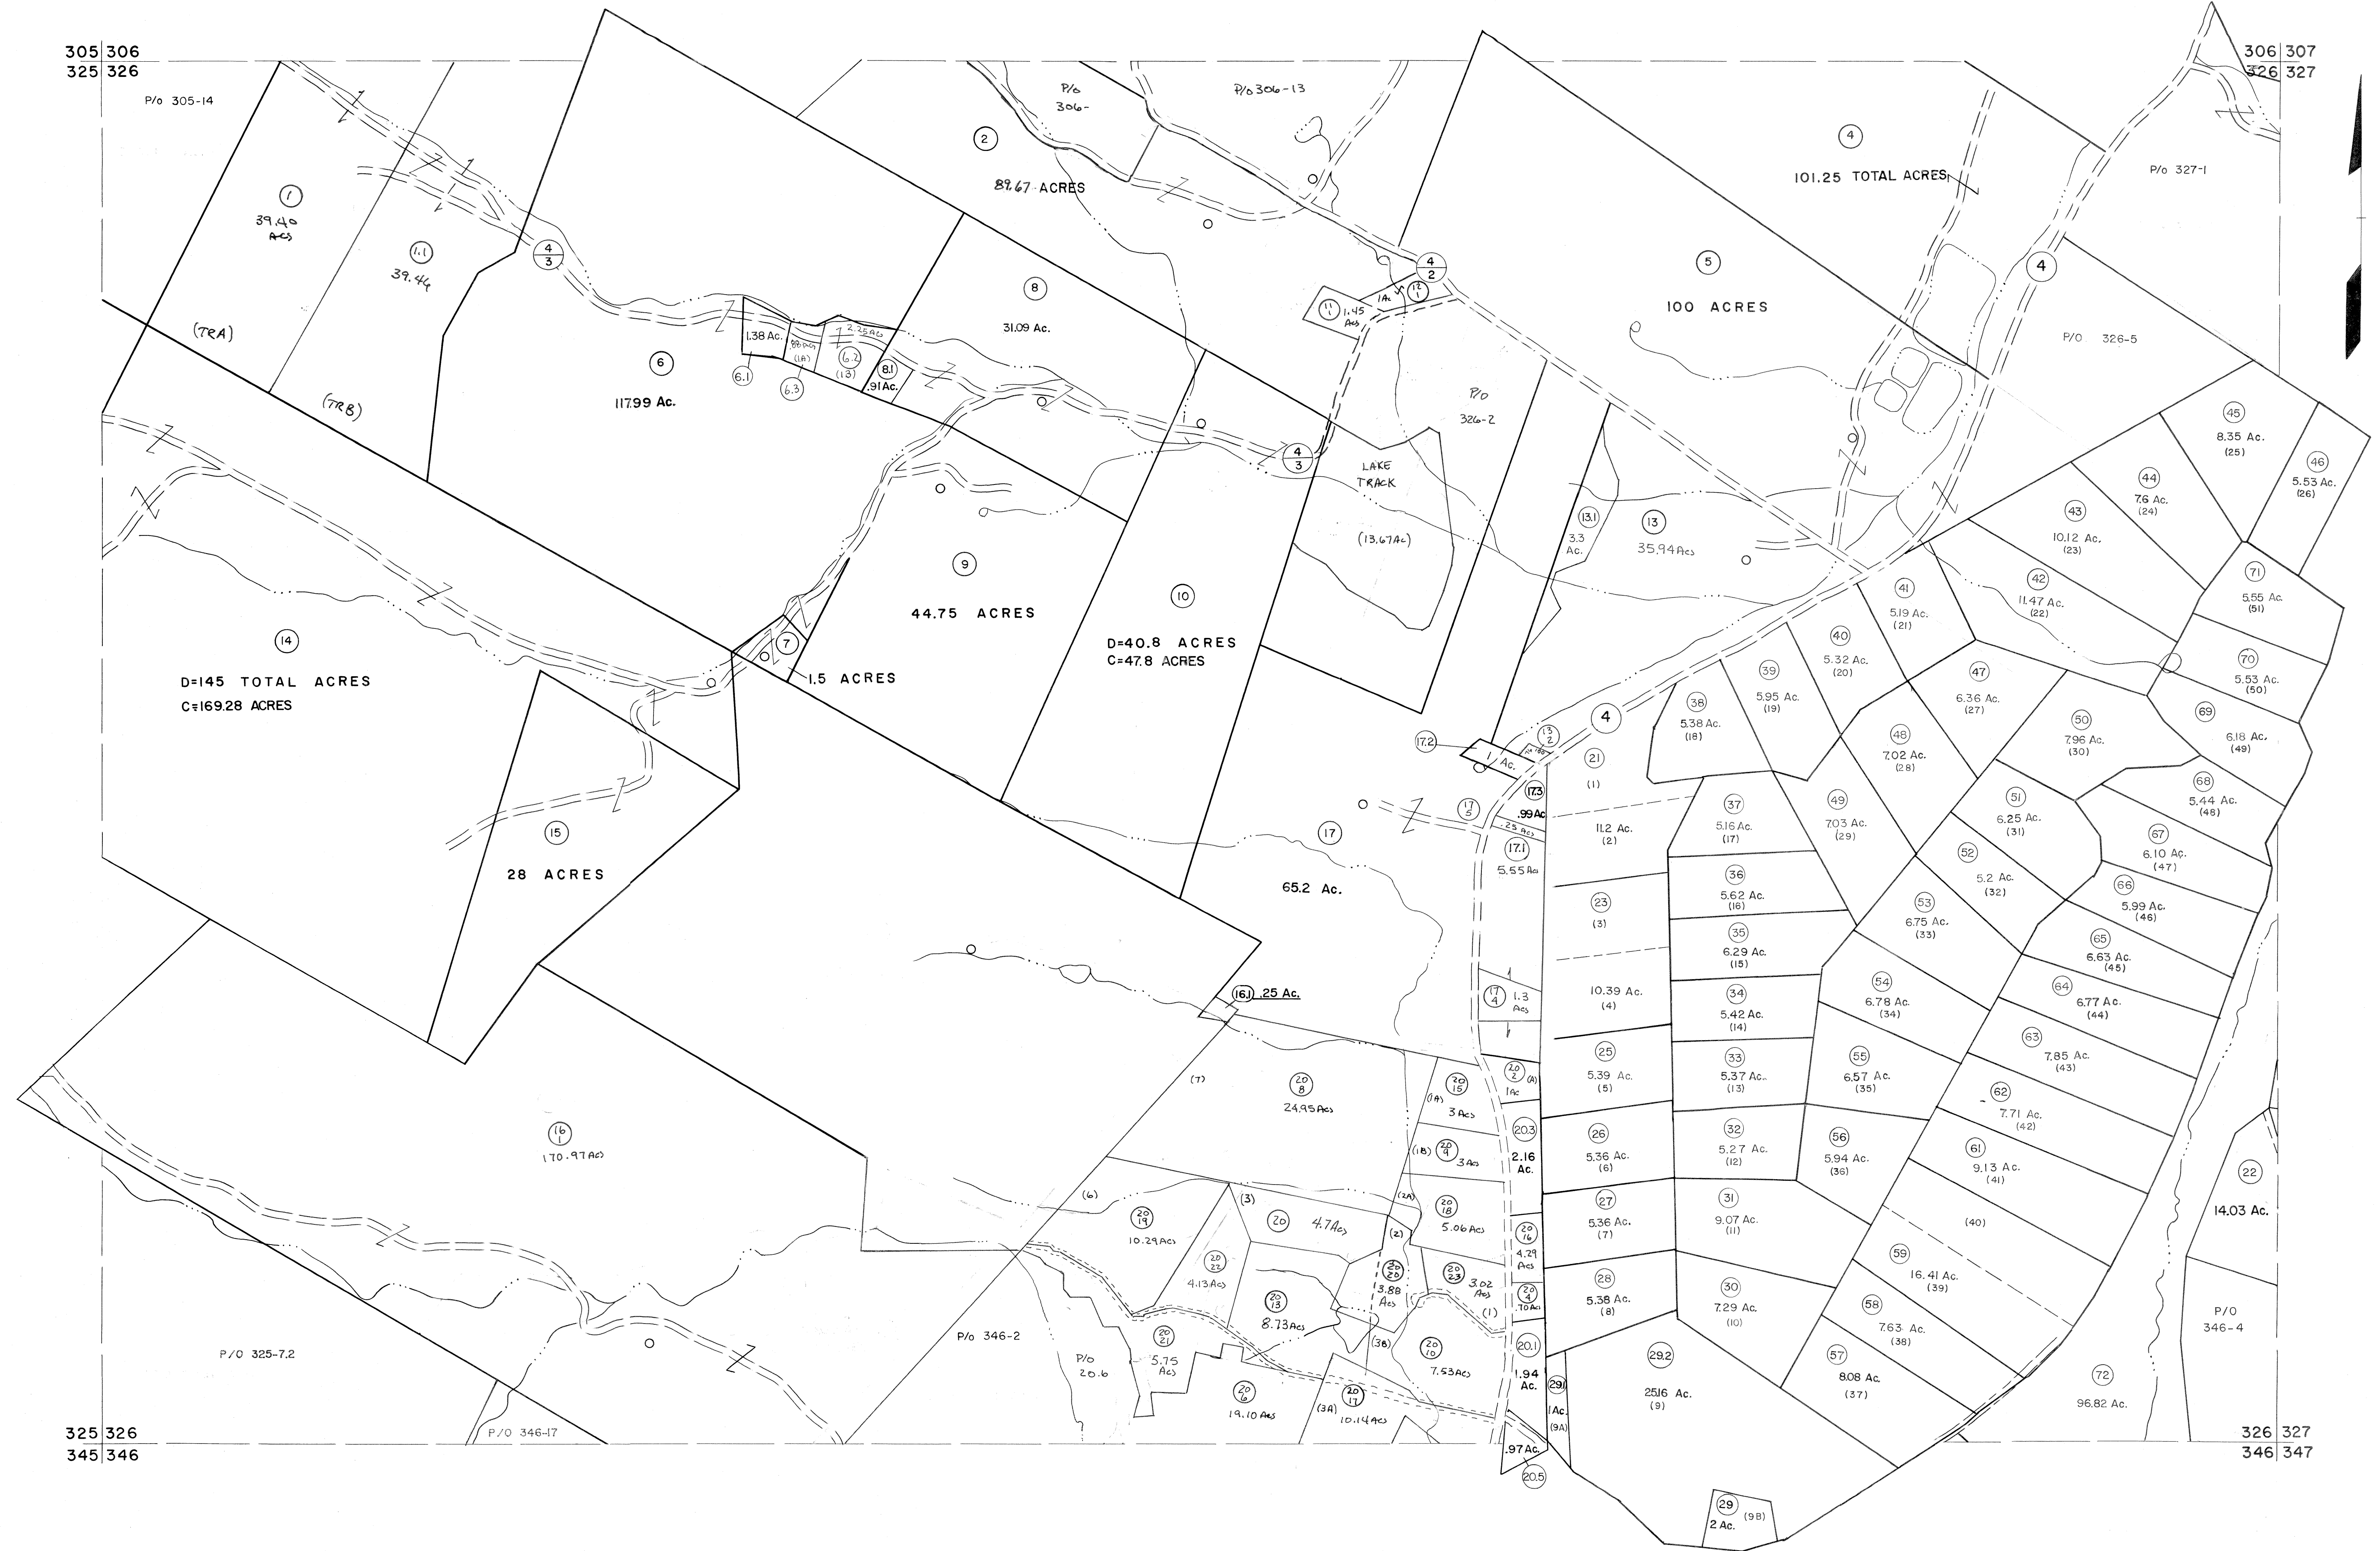 305 306
325 326
306 307
326 327
P/o 305-14
P/o
306-
P/o 306-13
2
89.67 ACRES
4
101.25 TOTAL ACRES
P/o 327-1
1
39.40
Acs
1.1
39.46
4
3
(TRA)
(TRB)
6
117.99 Ac.
1.38 Ac.
6.1
.88 Acs
(1A)
6.3
2.25 Acs
6.2
(13)
8.1
.91 Ac.
8
31.09 Ac.
4
2
11
1
1.45
Acs
1Ac
12
1
5
100 ACRES
4
P/O 326-5
P/o
326-2
4
3
LAKE
TRACK
(13.67Ac)
13.1
3.3
Ac.
13
35.94Acs
45
8.35 Ac.
(25)
46
5.53 Ac.
(26)
44
7.6 Ac.
(24)
43
10.12 Ac.
(23)
42
11.47 Ac.
(22)
41
5.19 Ac.
(21)
71
5.55 Ac.
(51)
70
5.53 Ac.
(50)
69
6.18 Ac.
(49)
9
44.75 ACRES
10
D=40.8 ACRES
C=47.8 ACRES
7
1.5 ACRES
14
D=145 TOTAL ACRES
C=169.28 ACRES
15
28 ACRES
40
5.32 Ac.
(20)
39
5.95 Ac.
(19)
38
5.38 Ac.
(18)
47
6.36 Ac.
(27)
48
7.02 Ac.
(28)
50
7.96 Ac.
(30)
4
17.2
1 Ac.
13
2
21
(1)
11.2 Ac.
(2)
17.3
.99 Ac
.25 Acs
17
5
17.1
5.55 Acs
17
65.2 Ac.
37
5.16 Ac.
(17)
49
7.03 Ac.
(29)
51
6.25 Ac.
(31)
68
5.44 Ac.
(48)
67
6.10 Ac.
(47)
52
5.2 Ac.
(32)
66
5.99 Ac.
(46)
36
5.62 Ac.
(16)
23
(3)
10.39 Ac.
(4)
35
6.29 Ac.
(15)
53
6.75 Ac.
(33)
65
6.63 Ac.
(45)
34
5.42 Ac.
(14)
54
6.78 Ac.
(34)
64
6.77 Ac.
(44)
16.1 .25 Ac.
17
4
1.3
Acs
25
5.39 Ac.
(5)
33
5.37 Ac.
(13)
55
6.57 Ac.
(35)
63
7.85 Ac.
(43)
62
7.71 Ac.
(42)
(7)
20
8
24.95Acs
20
15
(1A)
3 Acs
20
2
(A)
1Ac
16
1
170.97Acs
(1B)
20
9
3Acs
20.3
2.16
Ac.
26
5.36 Ac.
(6)
32
5.27 Ac.
(12)
56
5.94 Ac.
(36)
61
9.13 Ac.
(41)
22
14.03 Ac.
(6)
(3)
20
19
10.29Acs
20
4.7Acs
(2A)
(2)
20
18
5.06Acs
20
16
4.29
Acs
27
5.36 Ac.
(7)
31
9.07 Ac.
(11)
(40)
59
16.41 Ac.
(39)
20
22
4.13Acs
20
13
8.73Acs
20
20
3.88
Acs
20
23
3.02
Acs
(1)
20
4
.70Acs
28
5.38 Ac.
(8)
30
7.29 Ac.
(10)
58
7.63 Ac.
(38)
P/O
346-4
P/O 325-7.2
P/o 346-2
P/o
20.6
20
21
5.75
Acs
(3B)
20
10
7.53Acs
20.1
1.94
Ac.
29.2
25.16 Ac.
(9)
57
8.08 Ac.
(37)
72
96.82 Ac.
20
6
19.10 Acs
(3A)
20
17
10.14 Acs
29.1
1Ac.
(9A)
P/O 346-17
.97 Ac.
20.5
29
(9B)
2 Ac.
325 326
345 346
326 327
346 347